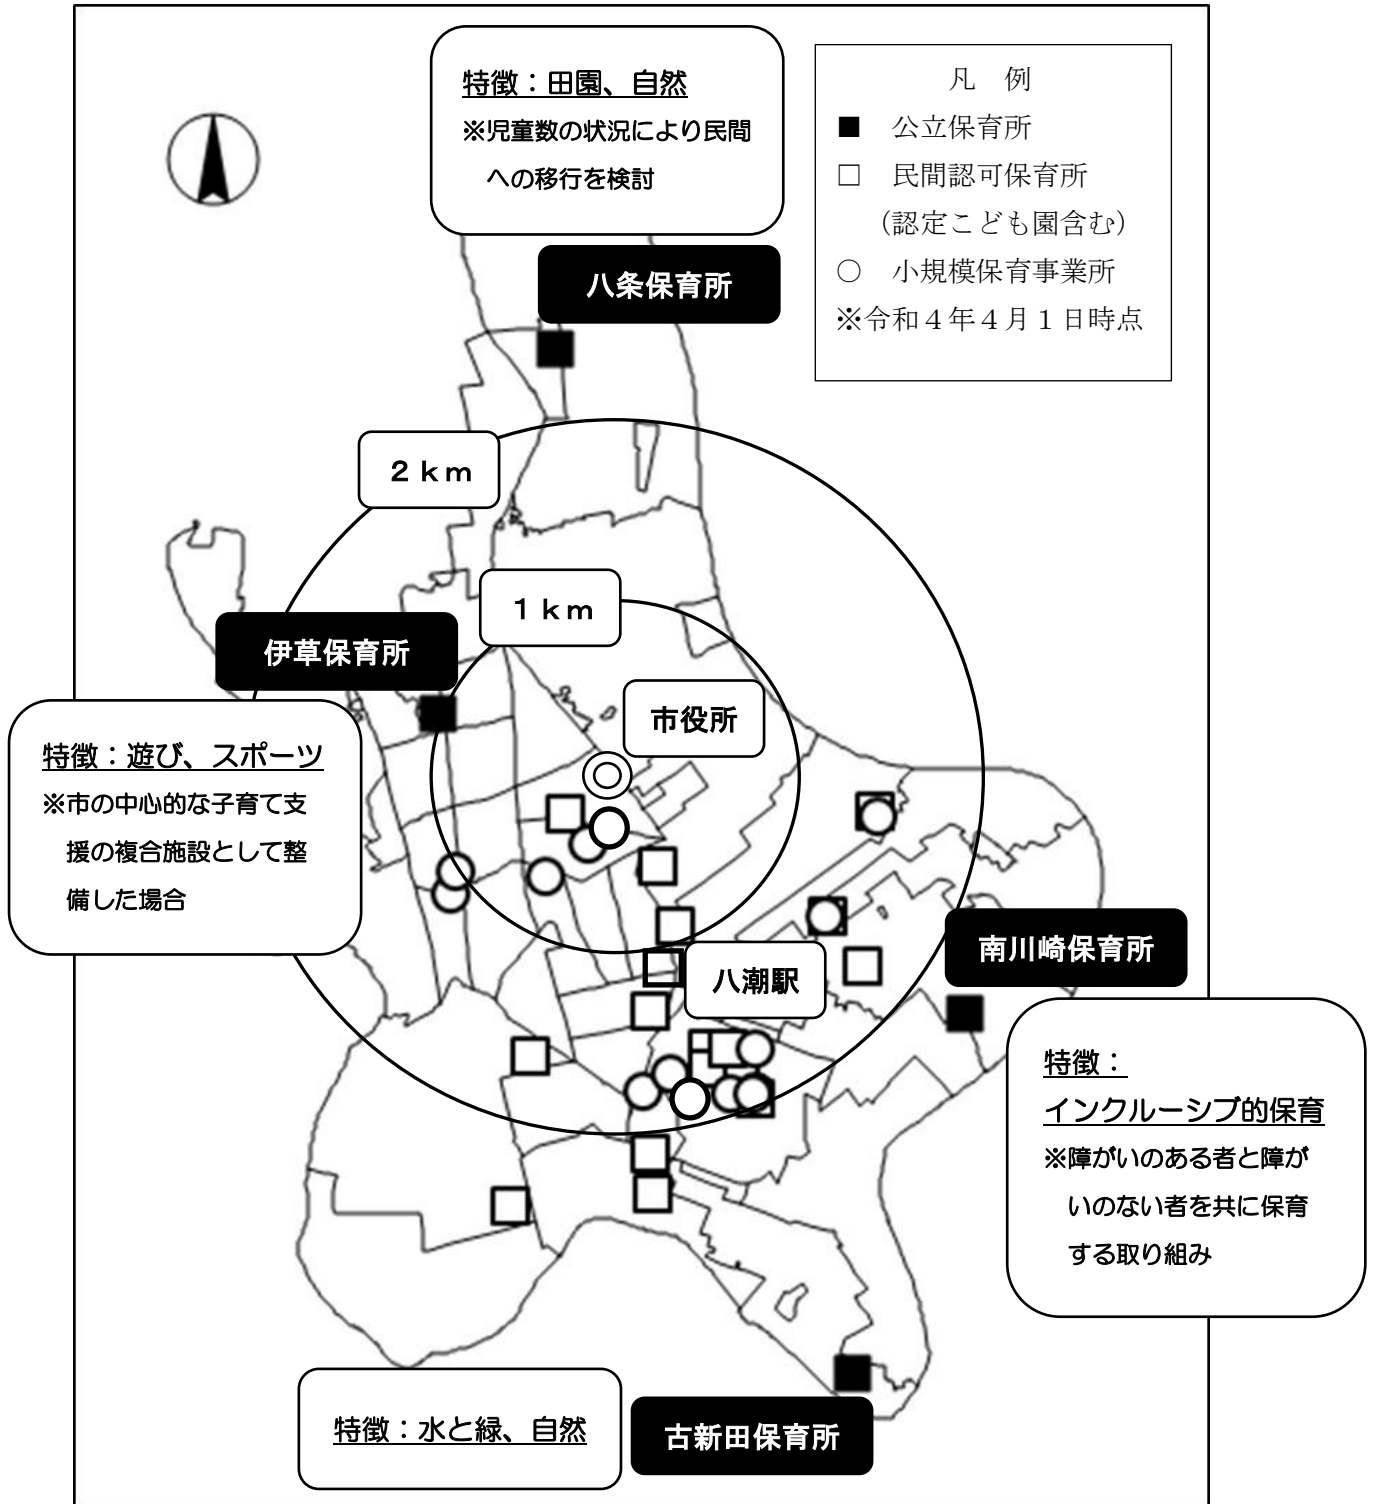 特徴：田園、自然
※児童数の状況により民間
への移行を検討
凡　例
■　公立保育所
□　民間認可保育所
（認定こども園含む）
○　小規模保育事業所
※令和４年４月１日時点
八条保育所
２ｋｍ
１ｋｍ
伊草保育所
市役所
特徴：遊び、スポーツ
※市の中心的な子育て支
援の複合施設として整
備した場合
南川崎保育所
八潮駅
特徴：
インクルーシブ的保育
※障がいのある者と障が
いのない者を共に保育
する取り組み
特徴：水と緑、自然
古新田保育所